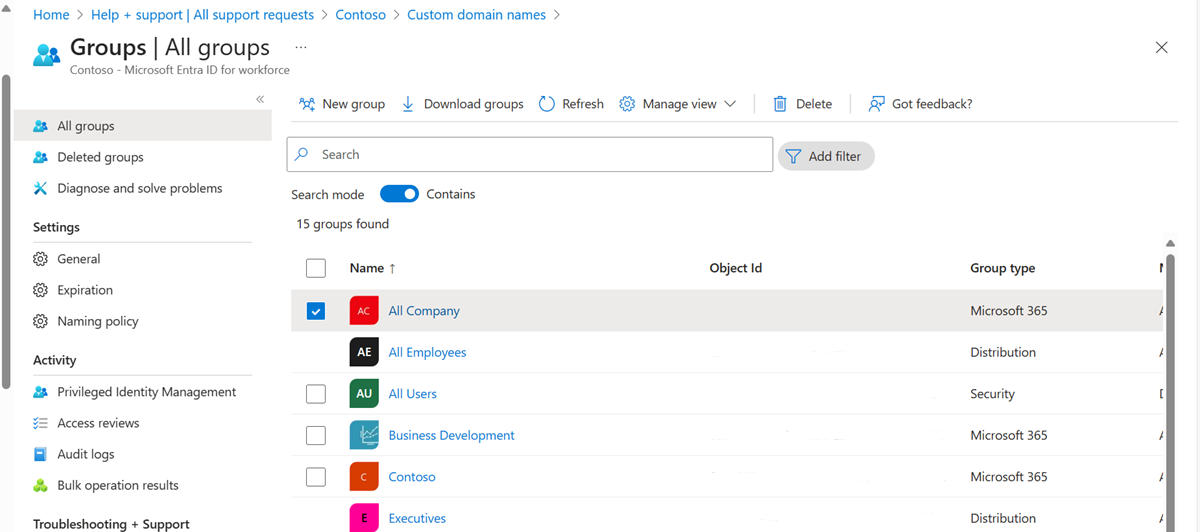 Home > Help + support | All support requests > Contoso > Custom domain names >
Groups | All groups ...
Contoso - Microsoft Entra ID for workforce
«
All groups
Deleted groups
Diagnose and solve problems
Settings
General
Expiration
Naming policy
Activity
Privileged Identity Management
Access reviews
Audit logs
Bulk operation results
Troubleshooting + Support
New group Download groups Refresh Manage view Delete Got feedback?
Search Add filter
Search mode Contains
15 groups found
Name ↑ Object Id Group type
AC All Company Microsoft 365
AE All Employees Distribution
AU All Users Security
Business Development Microsoft 365
C Contoso Microsoft 365
E Executives Distribution